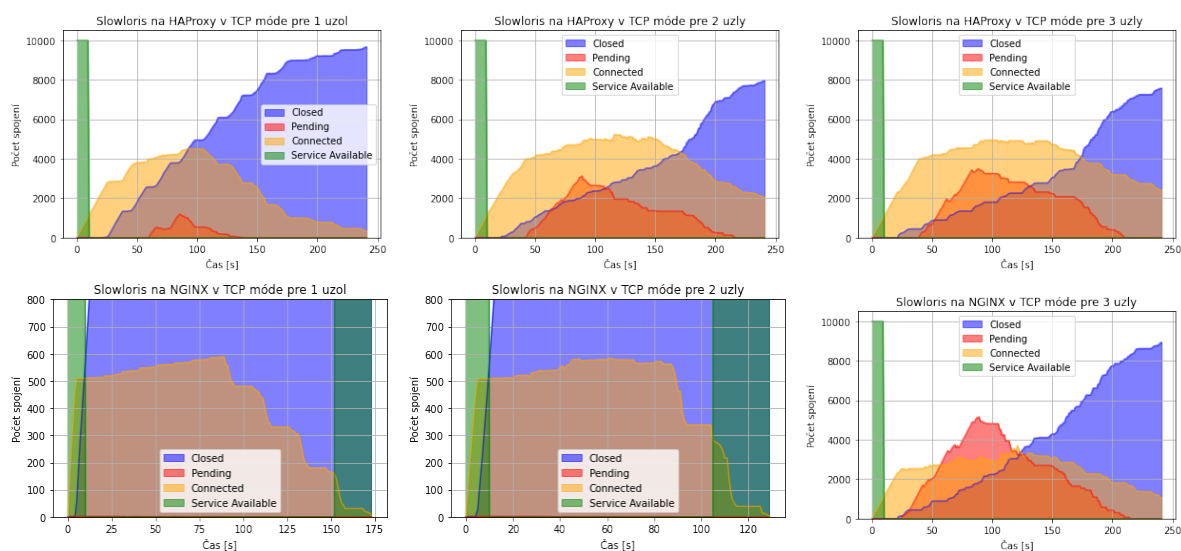 Slowloris na HAProxy v TCP móde pre 1 uzol
10000
8000
6000
4000
2000
0
Počet spojení
0 50 100 150 200 250
Čas [s]
Closed
Pending
Connected
Service Available
Slowloris na HAProxy v TCP móde pre 2 uzly
10000
8000
6000
4000
2000
0
Počet spojení
0 50 100 150 200 250
Čas [s]
Closed
Pending
Connected
Service Available
Slowloris na HAProxy v TCP móde pre 3 uzly
10000
8000
6000
4000
2000
0
Počet spojení
0 50 100 150 200 250
Čas [s]
Closed
Pending
Connected
Service Available
Slowloris na NGINX v TCP móde pre 1 uzol
800
700
600
500
400
300
200
100
0
Počet spojení
0 25 50 75 100 125 150 175
Čas [s]
Closed
Pending
Connected
Service Available
Slowloris na NGINX v TCP móde pre 2 uzly
800
700
600
500
400
300
200
100
0
Počet spojení
0 20 40 60 80 100 120
Čas [s]
Closed
Pending
Connected
Service Available
Slowloris na NGINX v TCP móde pre 3 uzly
10000
8000
6000
4000
2000
0
Počet spojení
0 50 100 150 200 250
Čas [s]
Closed
Pending
Connected
Service Available